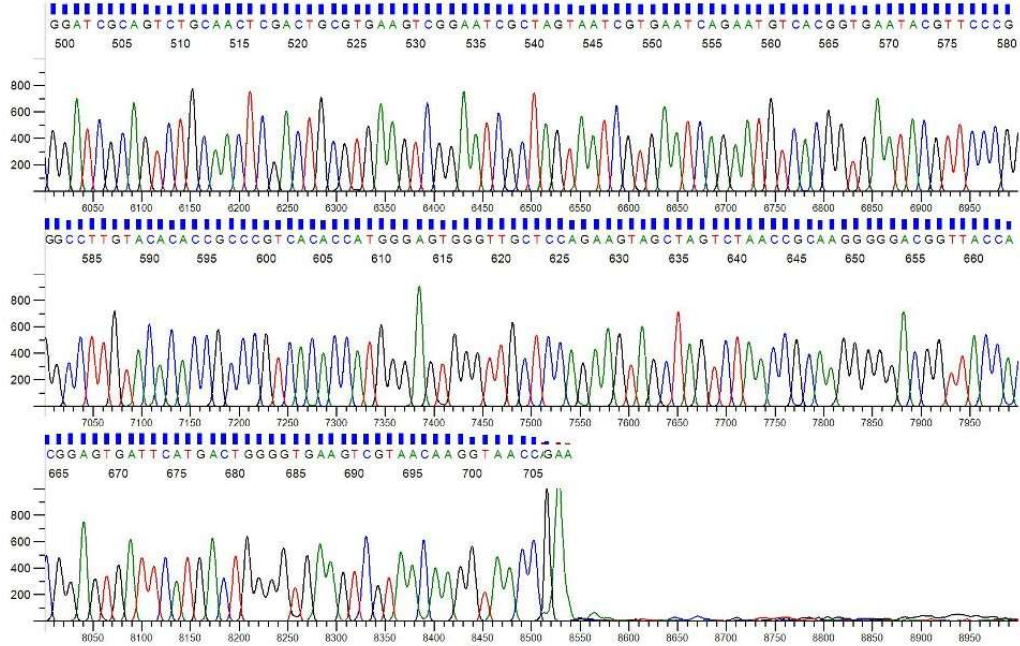 GGATCGCAGTCTGCAACTCGACTGCGTGAAGTCGGAATCGCTAGTAATCGTGAATCAGAATGTCACGGTGAATACGTTCCCG
500 505 510 515 520 525 530 535 540 545 550 555 560 565 570 575 580
800
600
400
200
6050 6100 6150 6200 6250 6300 6350 6400 6450 6500 6550 6600 6650 6700 6750 6800 6850 6900 6950
GGCCTTGTACACACCGCCCGTCACACCATGGGAGTGGGTTGCTCCAGAAGTAGCTAGTCTAACCGCAAGGGGGACGGTTACCA
585 590 595 600 605 610 615 620 625 630 635 640 645 650 655 660
800
600
400
200
7050 7100 7150 7200 7250 7300 7350 7400 7450 7500 7550 7600 7650 7700 7750 7800 7850 7900 7950
CGGAGTGATTCATGACTGGGGTGAAGTCGTAACAAGGTAACCGAA
665 670 675 680 685 690 695 700 705
800
600
400
200
8050 8100 8150 8200 8250 8300 8350 8400 8450 8500 8550 8600 8650 8700 8750 8800 8850 8900 8950